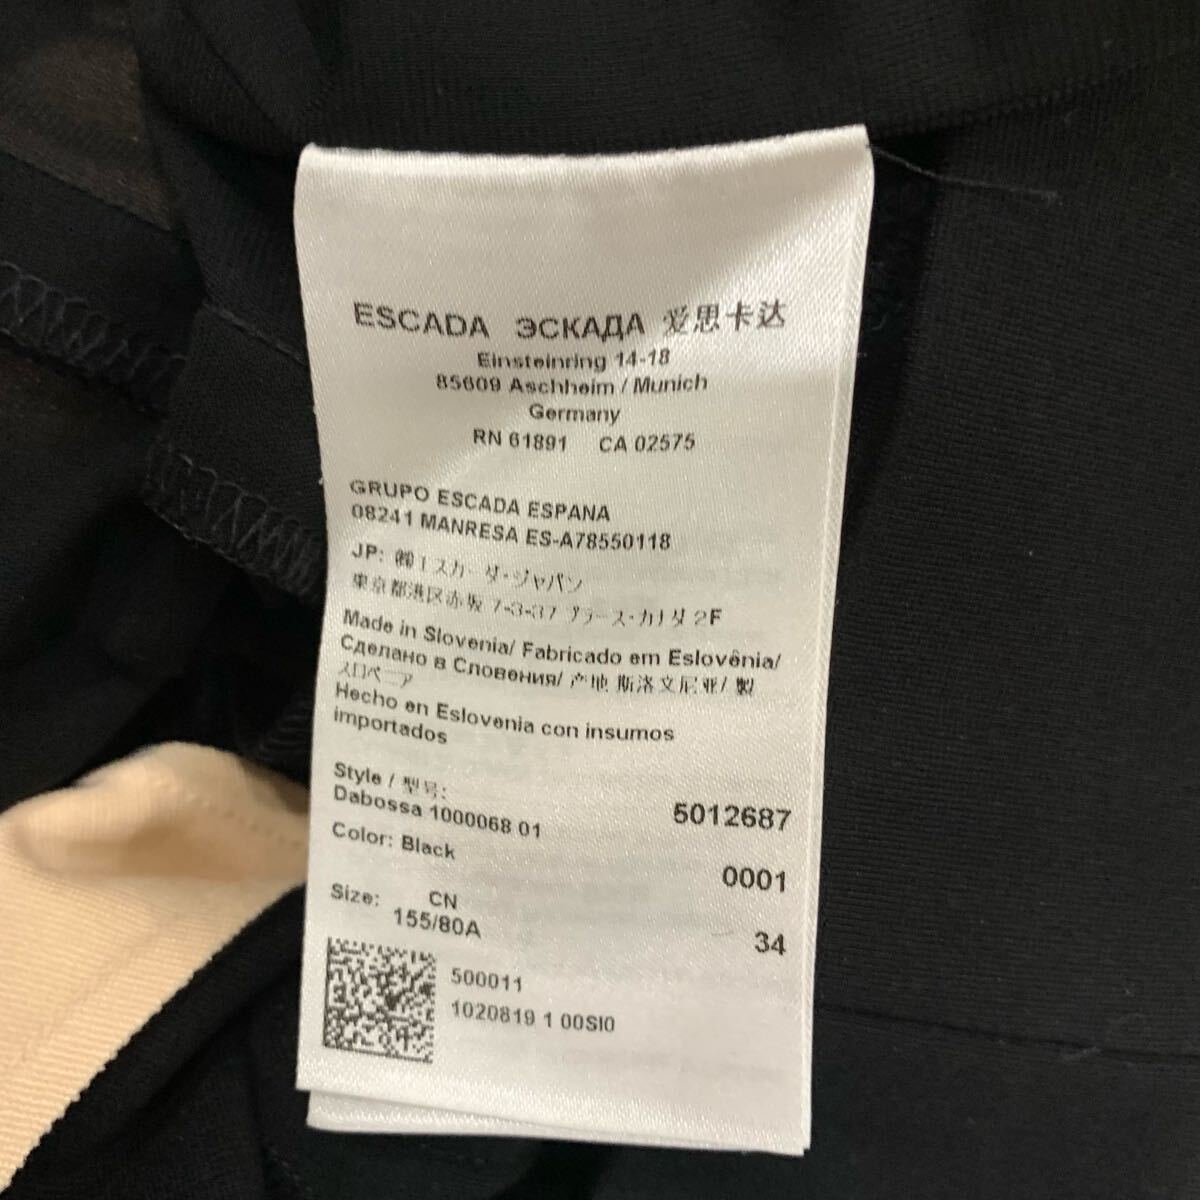 ESCADA ЭСКАДА 爱思卡达
Einsteinring 14-18
85609 Aschheim / Munich
Germany
RN 61891 CA 02575
GRUPO ESCADA ESPANA
08241 MANRESA ES-A78550118
JP: ㈱エスカーダ・ジャパン
東京都港区赤坂 7-3-37 プラース・カナダ 2F
Made in Slovenia/ Fabricado em Eslovênia/
Сделано в Словения/ 产地 斯洛文尼亚/ 製
スロベニア
Hecho en Eslovenia con insumos
importados
Style / 型号:
Dabossa 1000068 01 5012687
Color: Black 0001
Size: CN
155/80A 34
500011
1020819 1 00SI0